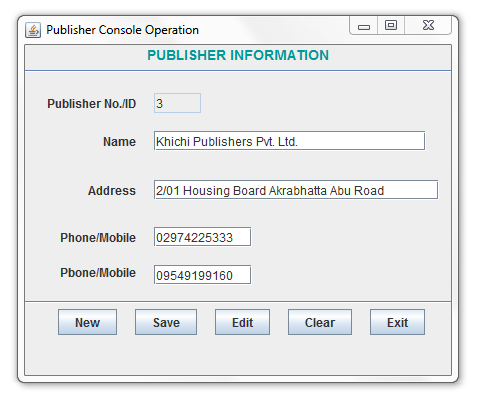 Publisher Console Operation
PUBLISHER INFORMATION
Publisher No./ID 3
Name Khichi Publishers Pvt. Ltd.
Address 2/01 Housing Board Akrabhatta Abu Road
Phone/Mobile 02974225333
Pbone/Mobile 09549199160
New Save Edit Clear Exit